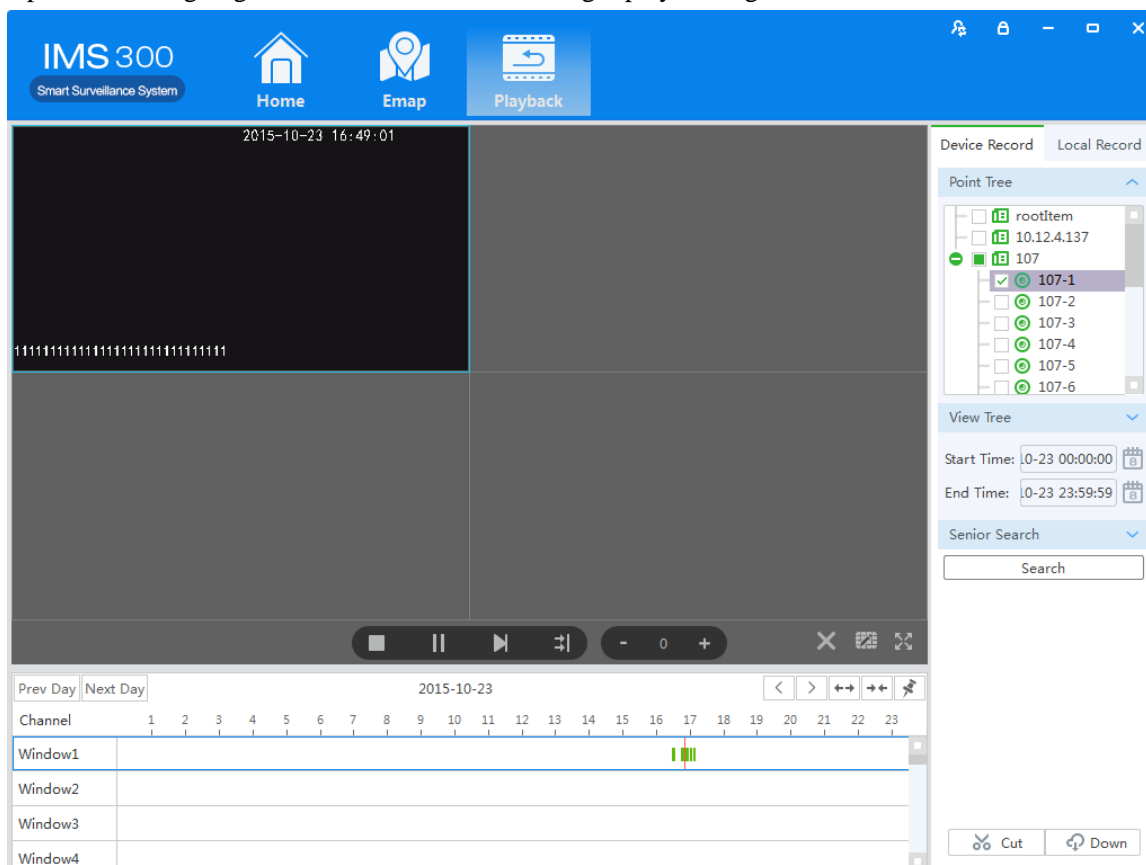 IMS 300
Smart Surveillance System
Home
Emap
Playback
2015-10-23 16:49:01
Device Record
Local Record
Point Tree
rootItem
10.12.4.137
107
107-1
107-2
107-3
107-4
107-5
107-6
View Tree
Start Time: 10-23 00:00:00
End Time: 10-23 23:59:59
Senior Search
Search
- 0 +
Prev Day Next Day 2015-10-23
Channel 1 2 3 4 5 6 7 8 9 10 11 12 13 14 15 16 17 18 19 20 21 22 23
Window1
Window2
Window3
Window4
Cut
Down